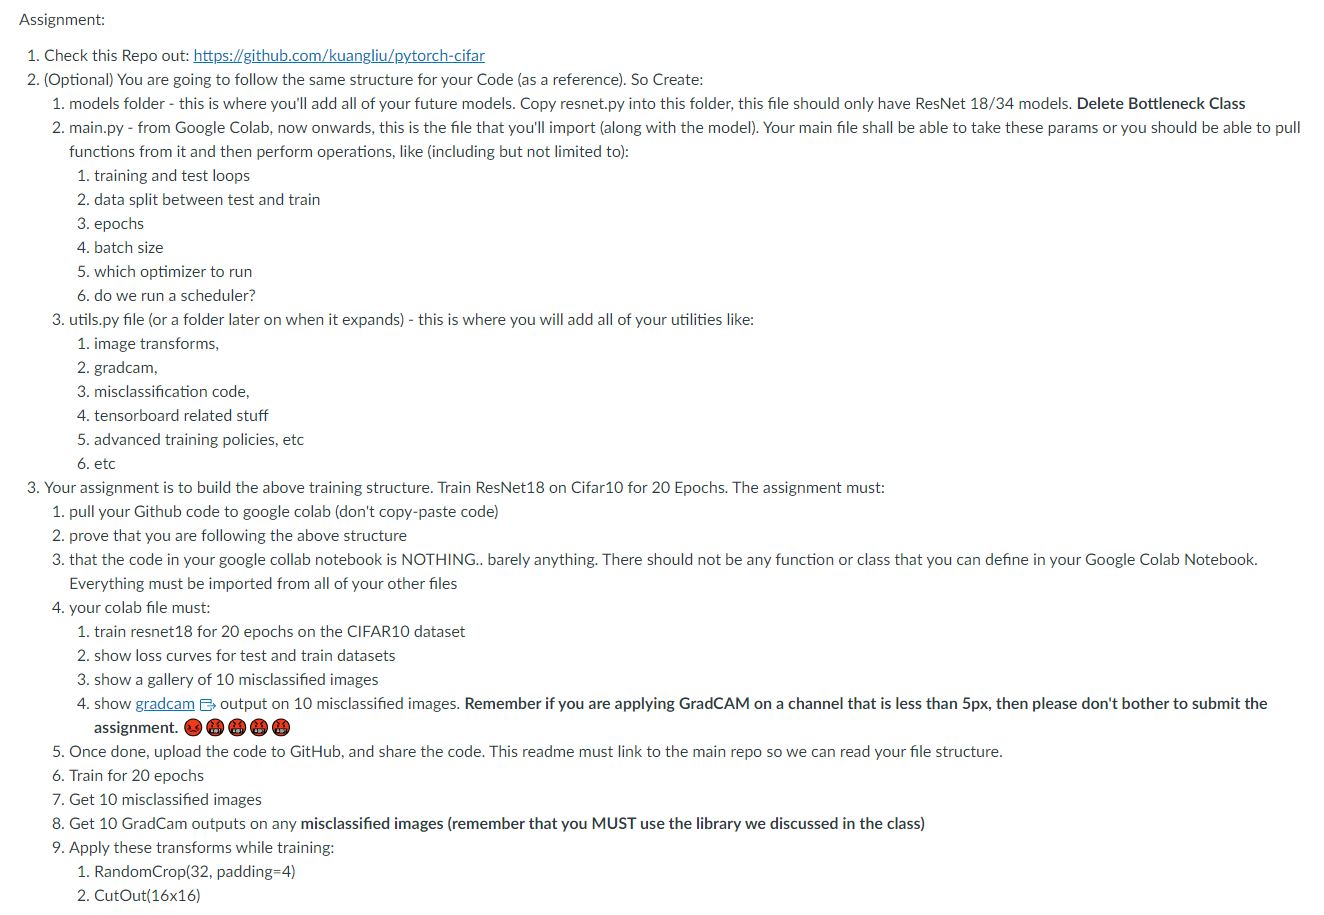 Assignment:
1. Check this Repo out: https://github.com/kuangliu/pytorch-cifar
2. (Optional) You are going to follow the same structure for your Code (as a reference). So Create:
1. models folder - this is where you'll add all of your future models. Copy resnet.py into this folder, this file should only have ResNet 18/34 models. Delete Bottleneck Class
2. main.py - from Google Colab, now onwards, this is the file that you'll import (along with the model). Your main file shall be able to take these params or you should be able to pull
functions from it and then perform operations, like (including but not limited to):
1. training and test loops
2. data split between test and train
3. epochs
4. batch size
5. which optimizer to run
6. do we run a scheduler?
3. utils.py file (or a folder later on when it expands) - this is where you will add all of your utilities like:
1. image transforms,
2. gradcam,
3. misclassification code,
4. tensorboard related stuff
5. advanced training policies, etc
6. etc
3. Your assignment is to build the above training structure. Train ResNet18 on Cifar10 for 20 Epochs. The assignment must:
1. pull your Github code to google colab (don't copy-paste code)
2. prove that you are following the above structure
3. that the code in your google collab notebook is NOTHING.. barely anything. There should not be any function or class that you can define in your Google Colab Notebook.
Everything must be imported from all of your other files
4. your colab file must:
1. train resnet18 for 20 epochs on the CIFAR10 dataset
2. show loss curves for test and train datasets
3. show a gallery of 10 misclassified images
4. show gradcam output on 10 misclassified images. Remember if you are applying GradCAM on a channel that is less than 5px, then please don't bother to submit the
assignment. 😡🤬🤬🤬🤬
5. Once done, upload the code to GitHub, and share the code. This readme must link to the main repo so we can read your file structure.
6. Train for 20 epochs
7. Get 10 misclassified images
8. Get 10 GradCam outputs on any misclassified images (remember that you MUST use the library we discussed in the class)
9. Apply these transforms while training:
1. RandomCrop(32, padding=4)
2. CutOut(16x16)